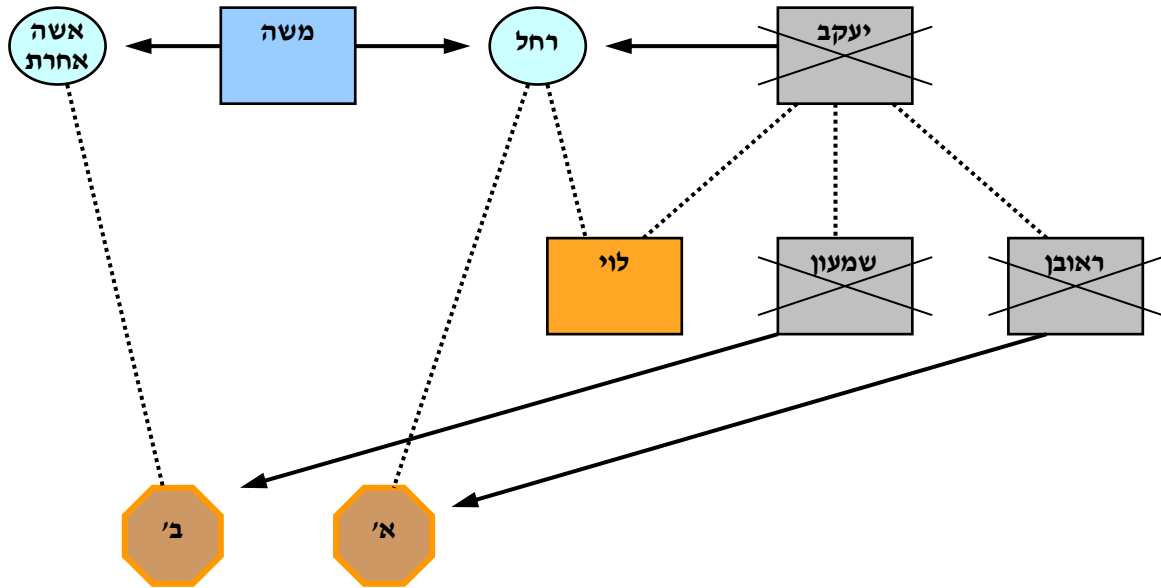 יעקב
רחל
משה
אשה
אחרת
ראובן
שמעון
לוי
א'
ב'